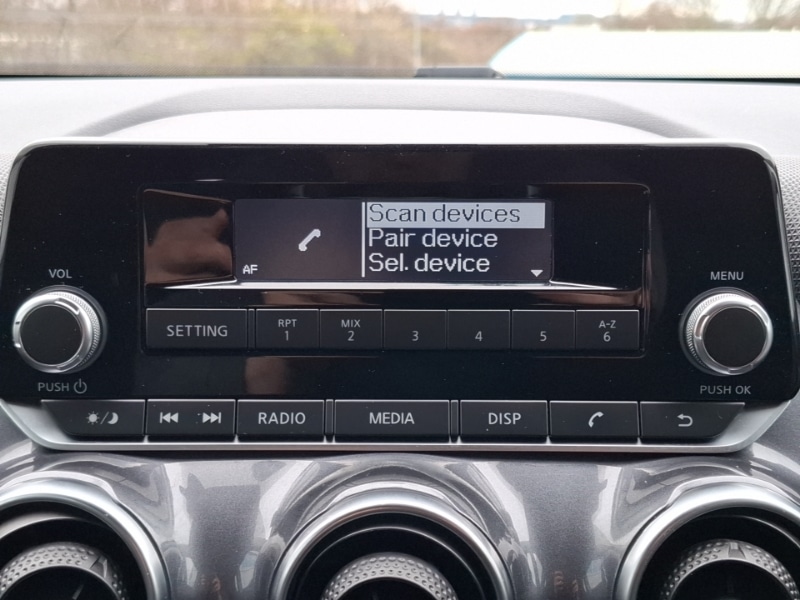 Scan devices
Pair device
Sel. device
AF
VOL
MENU
SETTING
RPT
1
MIX
2
3
4
5
A-Z
6
PUSH
PUSH OK
RADIO
MEDIA
DISP